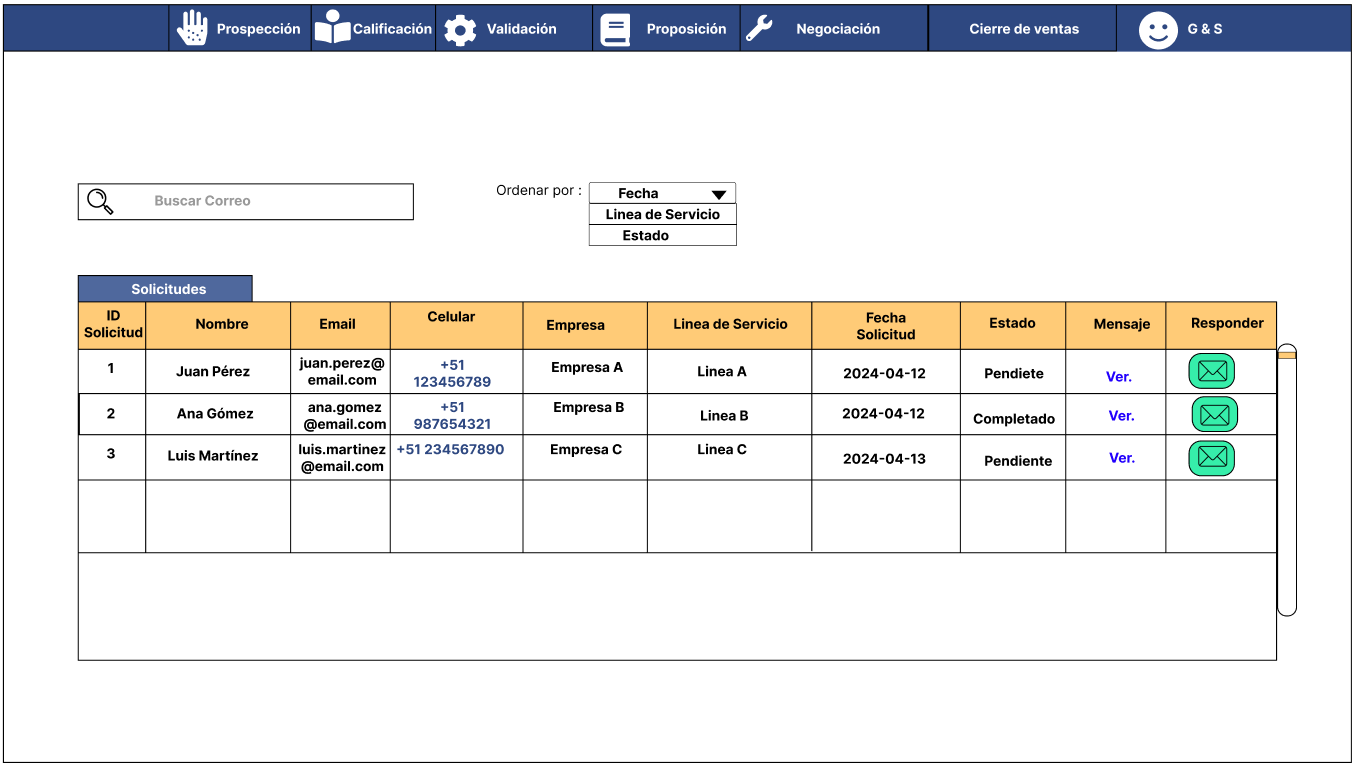 Prospección
Calificación
Validación
Proposición
Negociación
Cierre de ventas
G & S
Buscar Correo
Ordenar por :
Fecha
Linea de Servicio
Estado
Solicitudes
ID
Solicitud
Nombre
Email
Celular
Empresa
Linea de Servicio
Fecha
Solicitud
Estado
Mensaje
Responder
1
Juan Pérez
juan.perez@
email.com
+51
123456789
Empresa A
Linea A
2024-04-12
Pendiete
Ver.
2
Ana Gómez
ana.gomez
@email.com
+51
987654321
Empresa B
Linea B
2024-04-12
Completado
Ver.
3
Luis Martínez
luis.martinez
@email.com
+51 234567890
Empresa C
Linea C
2024-04-13
Pendiente
Ver.